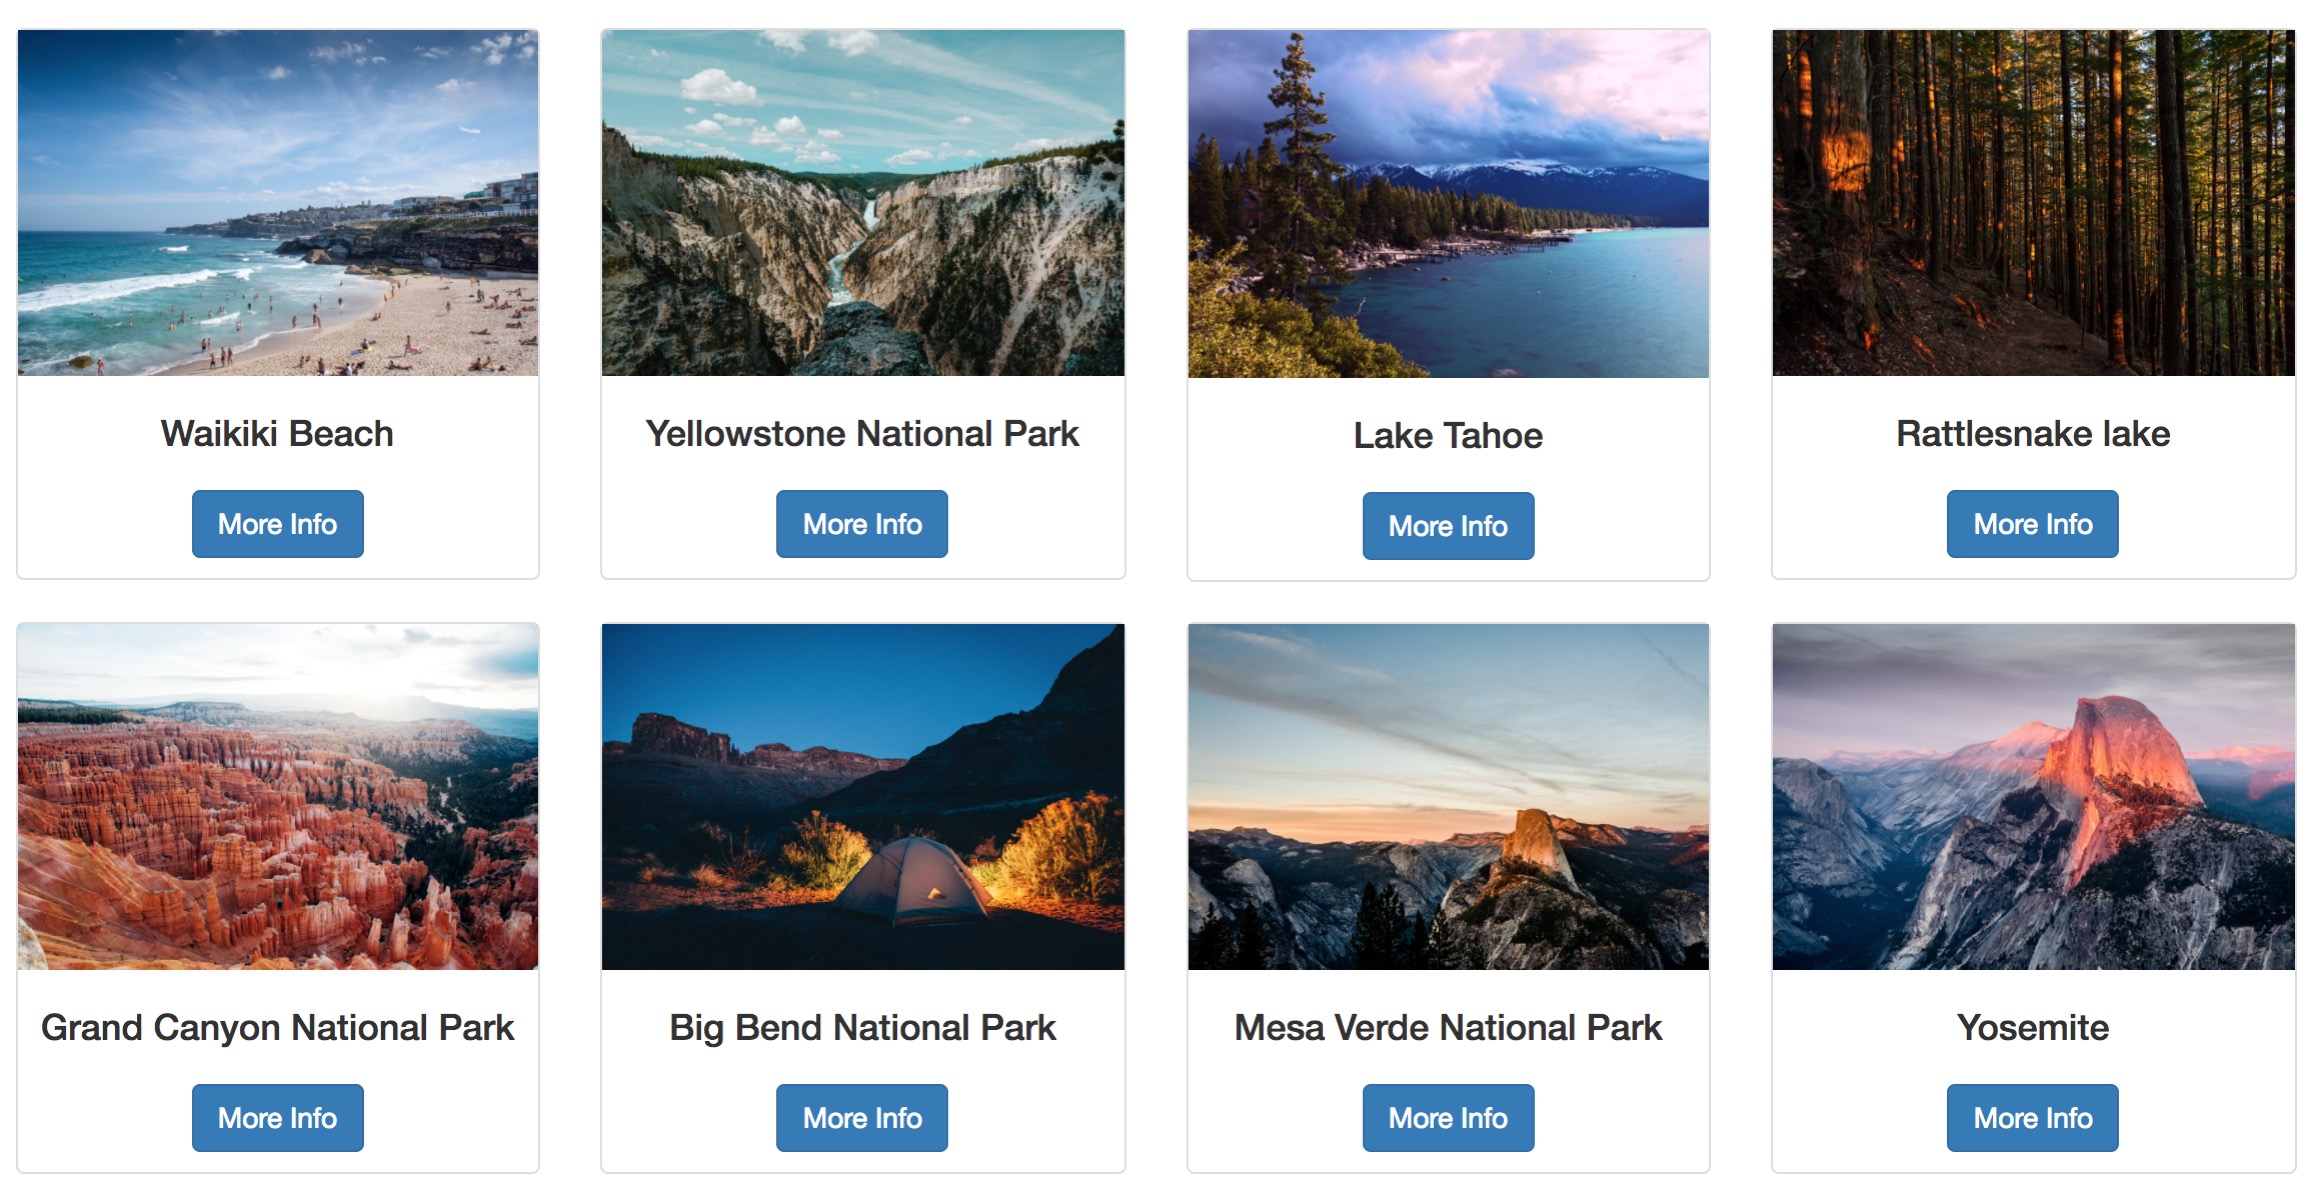 Waikiki Beach
Yellowstone National Park
Lake Tahoe
Rattlesnake lake
More Info
More Info
More Info
More Info
Grand Canyon National Park
Big Bend National Park
Mesa Verde National Park
Yosemite
More Info
More Info
More Info
More Info